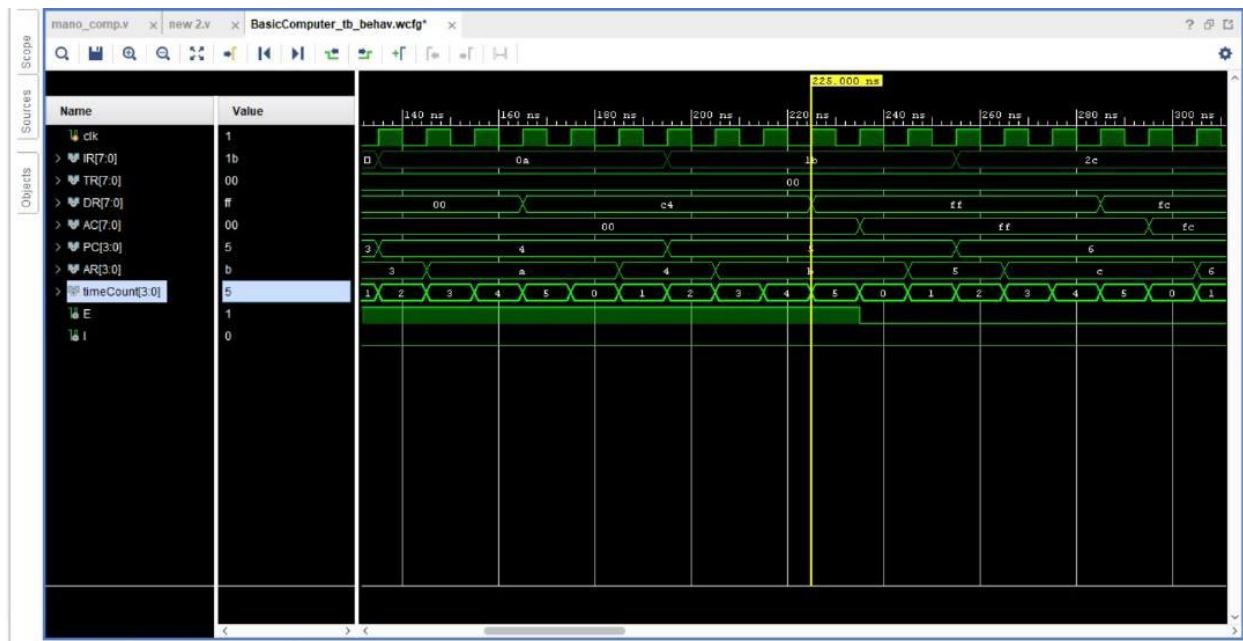 mano_comp.v × new 2.v × BasicComputer_tb_behav.wcfg* ×
Scope
Sources
Objects
225.000 ns
Name Value
140 ns 160 ns 180 ns 200 ns 220 ns 240 ns 260 ns 280 ns 300 ns
clk 1
IR[7:0] 1b 0a 1b 2c
TR[7:0] 00 00
DR[7:0] ff 00 c4 ff fc
AC[7:0] 00 00 ff fc
PC[3:0] 5 3 4 5 6
AR[3:0] b 3 a 4 b 5 c 6
timeCount[3:0] 5 1 2 3 4 5 0 1 2 3 4 5 0 1 2 3 4 5 0 1
E 1
I 0